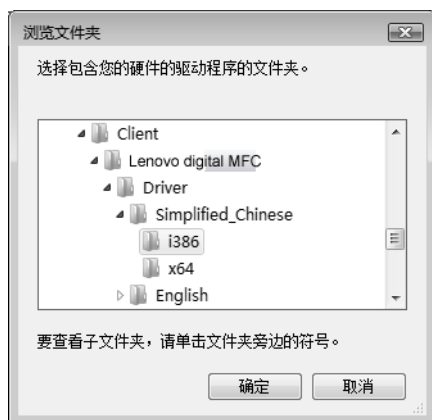 浏览文件夹
选择包含您的硬件的驱动程序的文件夹。
Client
Lenovo digital MFC
Driver
Simplified_Chinese
i386
x64
English
要查看子文件夹，请单击文件夹旁边的符号。
确定 取消